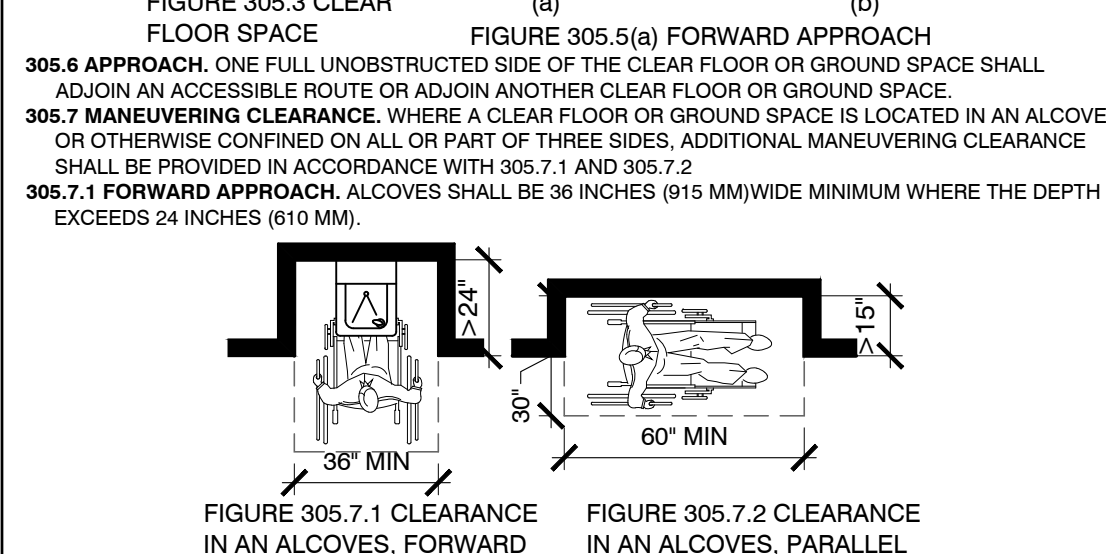 FIGURE 305.3 CLEAR
(a)
(b)
FLOOR SPACE
FIGURE 305.5(a) FORWARD APPROACH
305.6 APPROACH. ONE FULL UNOBSTRUCTED SIDE OF THE CLEAR FLOOR OR GROUND SPACE SHALL
ADJOIN AN ACCESSIBLE ROUTE OR ADJOIN ANOTHER CLEAR FLOOR OR GROUND SPACE.
305.7 MANEUVERING CLEARANCE. WHERE A CLEAR FLOOR OR GROUND SPACE IS LOCATED IN AN ALCOVE
OR OTHERWISE CONFINED ON ALL OR PART OF THREE SIDES, ADDITIONAL MANEUVERING CLEARANCE
SHALL BE PROVIDED IN ACCORDANCE WITH 305.7.1 AND 305.7.2
305.7.1 FORWARD APPROACH. ALCOVES SHALL BE 36 INCHES (915 MM)WIDE MINIMUM WHERE THE DEPTH
EXCEEDS 24 INCHES (610 MM).
>24"
>15"
30"
36" MIN
60" MIN
FIGURE 305.7.1 CLEARANCE
IN AN ALCOVES, FORWARD
FIGURE 305.7.2 CLEARANCE
IN AN ALCOVES, PARALLEL